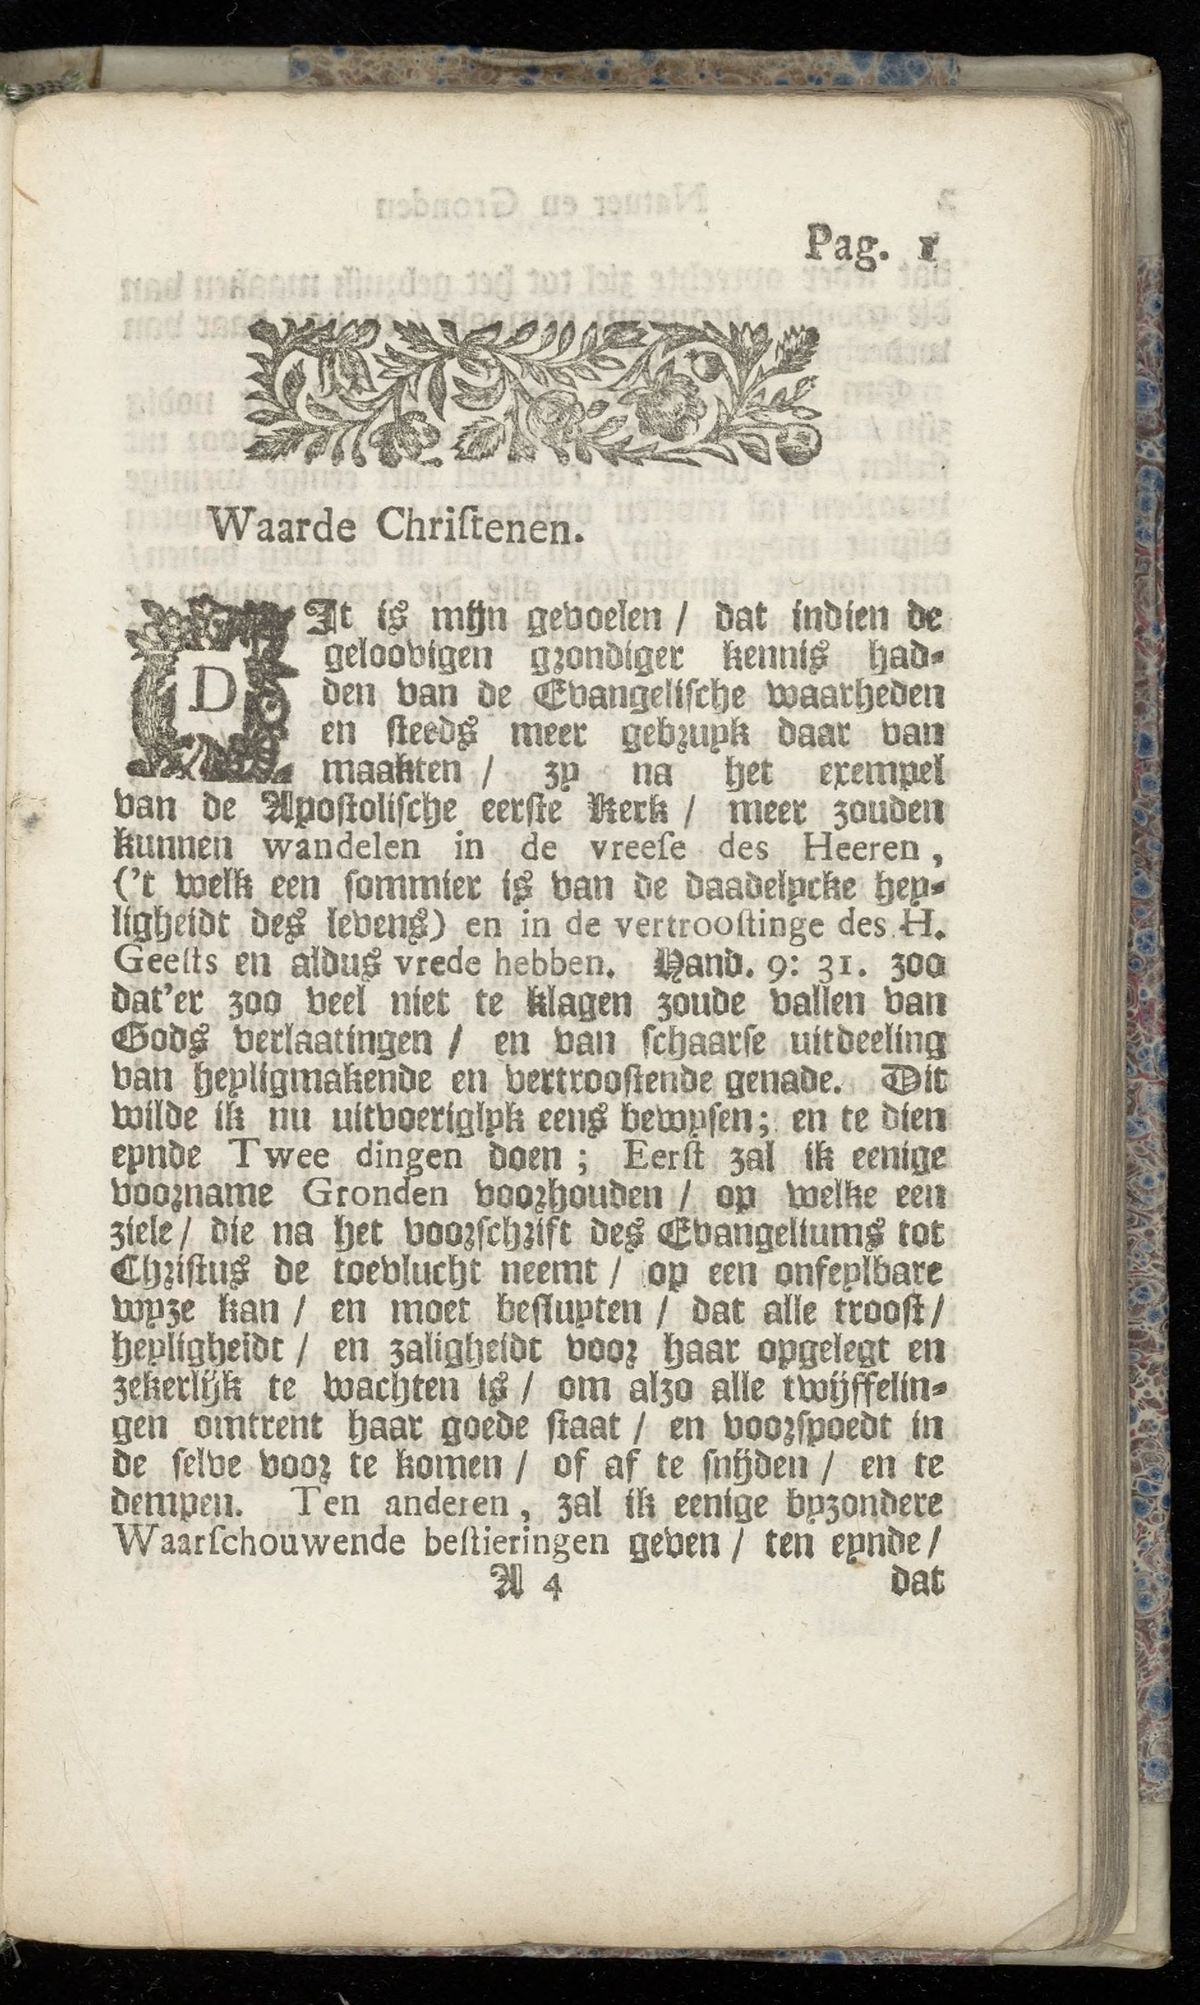 Pag. 1
Waarde Chriſtenen.
DIt is mijn gevoelen / dat indien de
geloovigen grondiger kennis had-
den van de Evangeliſche waarheden
en ſteeds meer gebruyk daar van
maakten / zy na het exempel
van de Apoſtoliſche eerſte Kerk / meer zouden
kunnen wandelen in de vreeſe des Heeren,
('t welk een ſommier is van de daadelycke hey-
ligheidt des levens) en in de vertrooſtinge des H.
Geeſts en aldus vrede hebben. Hand. 9: 31. zoo
dat'er zoo veel niet te klagen zoude vallen van
Gods verlaatingen / en van ſchaarſe uitdeeling
van heyligmakende en vertrooſtende genade. Dit
wilde ik nu uitvoeriglyk eens bewyſen; en te dien
eynde Twee dingen doen; Eerſt zal ik eenige
voorname Gronden voorhouden / op welke een
ziele / die na het voorſchrift des Evangeliums tot
Chriſtus de toevlucht neemt / op een onfeylbare
wyze kan / en moet beſluyten / dat alle trooſt /
heyligheidt / en zaligheidt voor haar opgelegt en
zekerlijk te wachten is / om alzo alle twijffelin-
gen omtrent haar goede ſtaat / en voorſpoedt in
de ſelve voor te komen / of af te ſnijden / en te
dempen. Ten anderen, zal ik eenige byzondere
Waarſchouwende beſtieringen geven / ten eynde /
A 4 dat